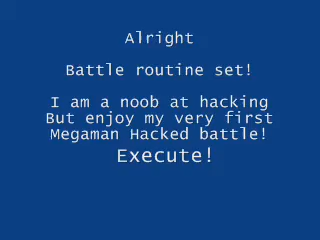 Alright
Battle routine set!
I am a noob at hacking
But enjoy my very first
Megaman Hacked battle!
Execute!